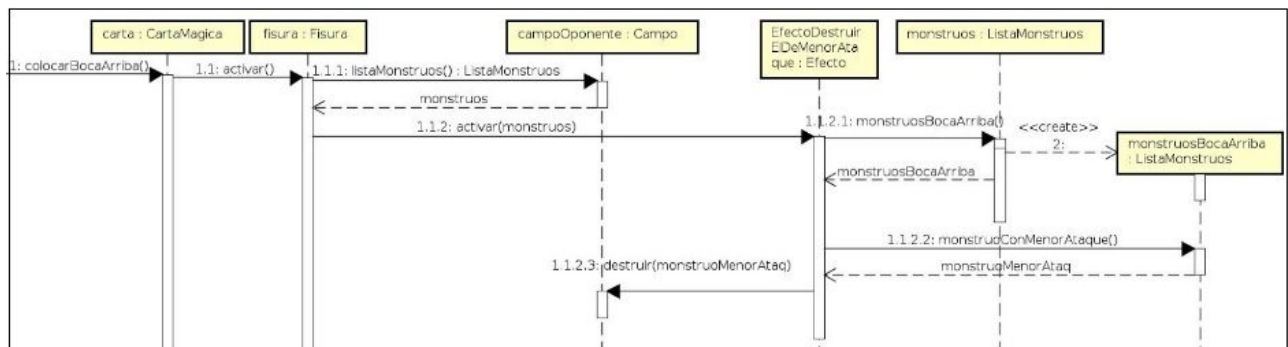 carta : CartaMagica
fisura : Fisura
campoOponente : Campo
EfectoDestruir
ElDeMenorAta
que : Efecto
monstruos : ListaMonstruos
1: colocarBocaArriba()
1.1: activar()
1.1.1: listaMonstruos() : ListaMonstruos
monstruos
1.1.2: activar(monstruos)
1.1.2.1: monstruosBocaArriba()
<<create>>
2:
monstruosBocaArriba
: ListaMonstruos
monstruosBocaArriba
1.1.2.2: monstruoConMenorAtaque()
monstruoMenorAtaq
1.1.2.3: destruir(monstruoMenorAtaq)